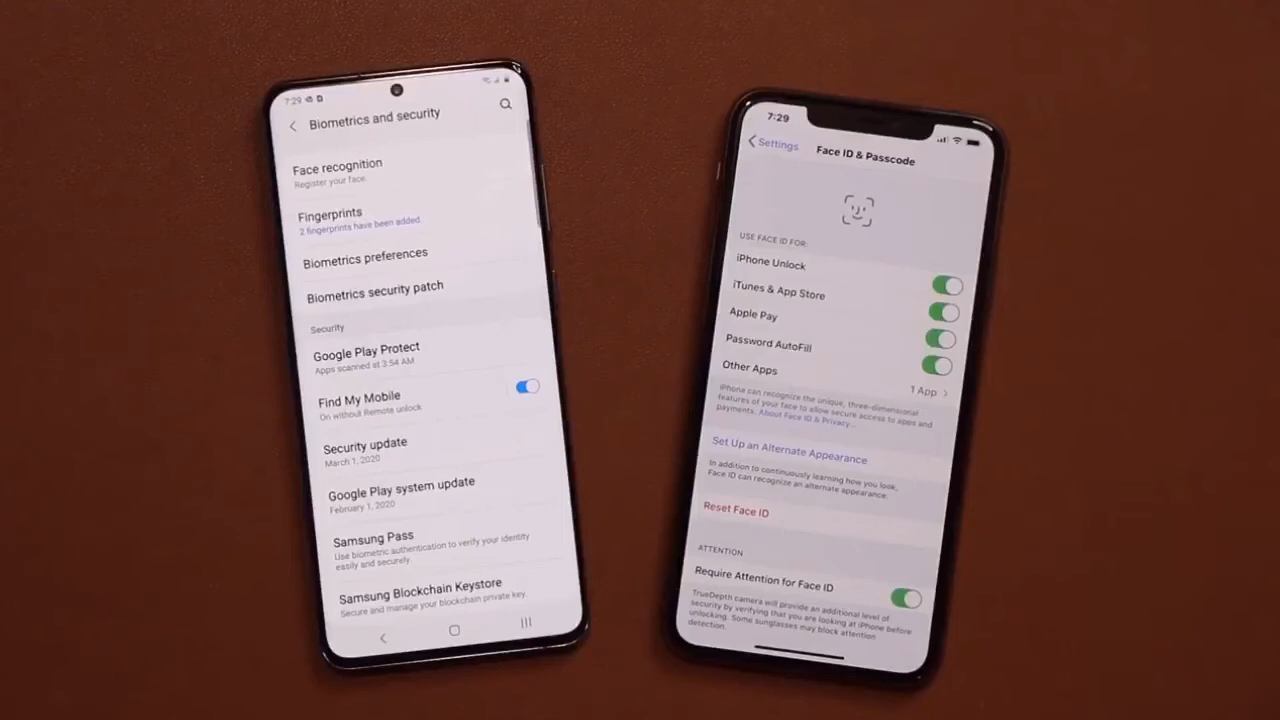 7:29
Biometrics and security
Face recognition
Register your face.
Fingerprints
2 fingerprints have been added.
Biometrics preferences
Biometrics security patch
Security
Google Play Protect
Apps scanned at 3:54 AM
Find My Mobile
On without Remote unlock
Security update
March 1, 2020
Google Play system update
February 1, 2020
Samsung Pass
Use biometric authentication to verify your identity
easily and securely.
Samsung Blockchain Keystore
Secure and manage your blockchain private key.
7:29
Settings
Face ID & Passcode
USE FACE ID FOR:
iPhone Unlock
iTunes & App Store
Apple Pay
Password AutoFill
Other Apps
1 App
iPhone can recognize the unique, three-dimensional
features of your face to allow secure access to apps and
payments. About Face ID & Privacy...
Set Up an Alternate Appearance
In addition to continuously learning how you look,
Face ID can recognize an alternate appearance.
Reset Face ID
ATTENTION
Require Attention for Face ID
TrueDepth camera will provide an additional level of
security by verifying that you are looking at iPhone before
unlocking. Some sunglasses may block attention
detection.